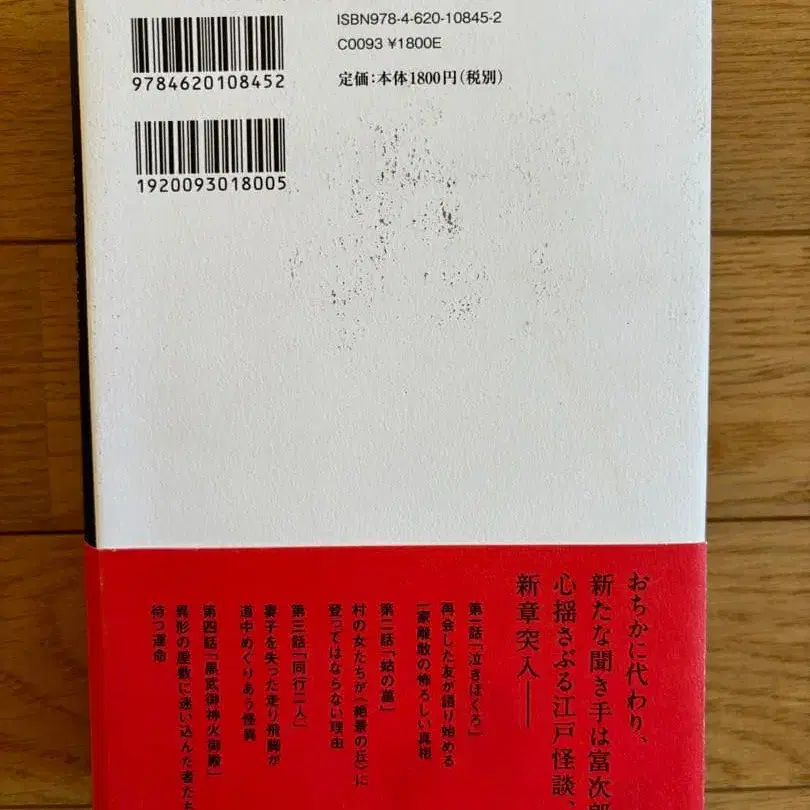 ISBN978-4-620-10845-2
C0093 ¥1800E
定価:本体1800円(税別)
9784620108452
1920093018005
おちかに代わり、
新たな聞き手は富次郎
心揺さぶる江戸怪談、
新章突入――
第一話「泣きぼくろ」
再会した友が語り始める
一家離散の恐ろしい真相
第二話「姑の墓」
村の女たちが〈絶景の丘〉に
登ってはならない理由
第三話「同行二人」
妻子を失った走り飛脚が
道中めぐりあう怪異
第四話「黒武御神火御殿」
異形の屋敷に迷い込んだ者たち
待つ運命